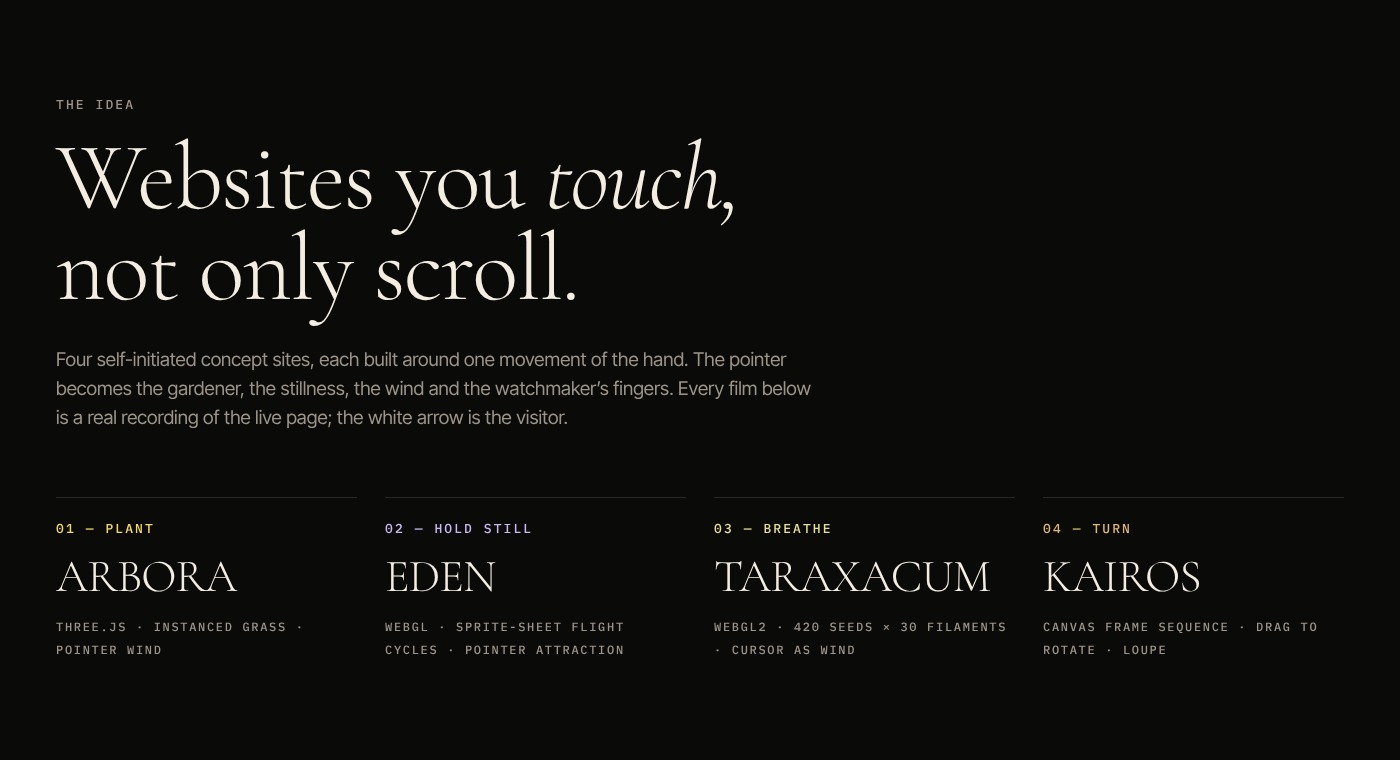 THE IDEA
Websites you touch,
not only scroll.
Four self-initiated concept sites, each built around one movement of the hand. The pointer
becomes the gardener, the stillness, the wind and the watchmaker’s fingers. Every film below
is a real recording of the live page; the white arrow is the visitor.
01 — PLANT
ARBORA
THREE.JS · INSTANCED GRASS ·
POINTER WIND
02 — HOLD STILL
EDEN
WEBGL · SPRITE-SHEET FLIGHT
CYCLES · POINTER ATTRACTION
03 — BREATHE
TARAXACUM
WEBGL2 · 420 SEEDS × 30 FILAMENTS
· CURSOR AS WIND
04 — TURN
KAIROS
CANVAS FRAME SEQUENCE · DRAG TO
ROTATE · LOUPE